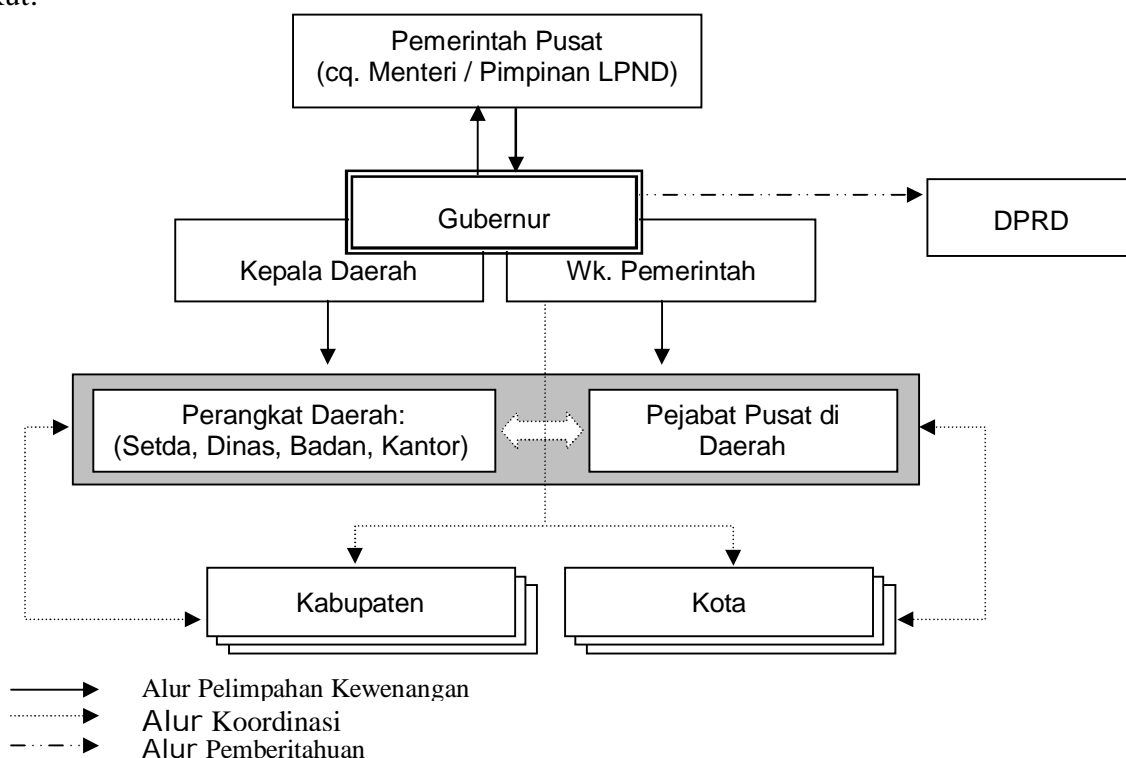 Pemerintah Pusat
(cq. Menteri / Pimpinan LPND)
Gubernur
DPRD
Kepala Daerah
Wk. Pemerintah
Perangkat Daerah:
(Setda, Dinas, Badan, Kantor)
Pejabat Pusat di
Daerah
Kabupaten
Kota
Alur Pelimpahan Kewenangan
Alur Koordinasi
Alur Pemberitahuan